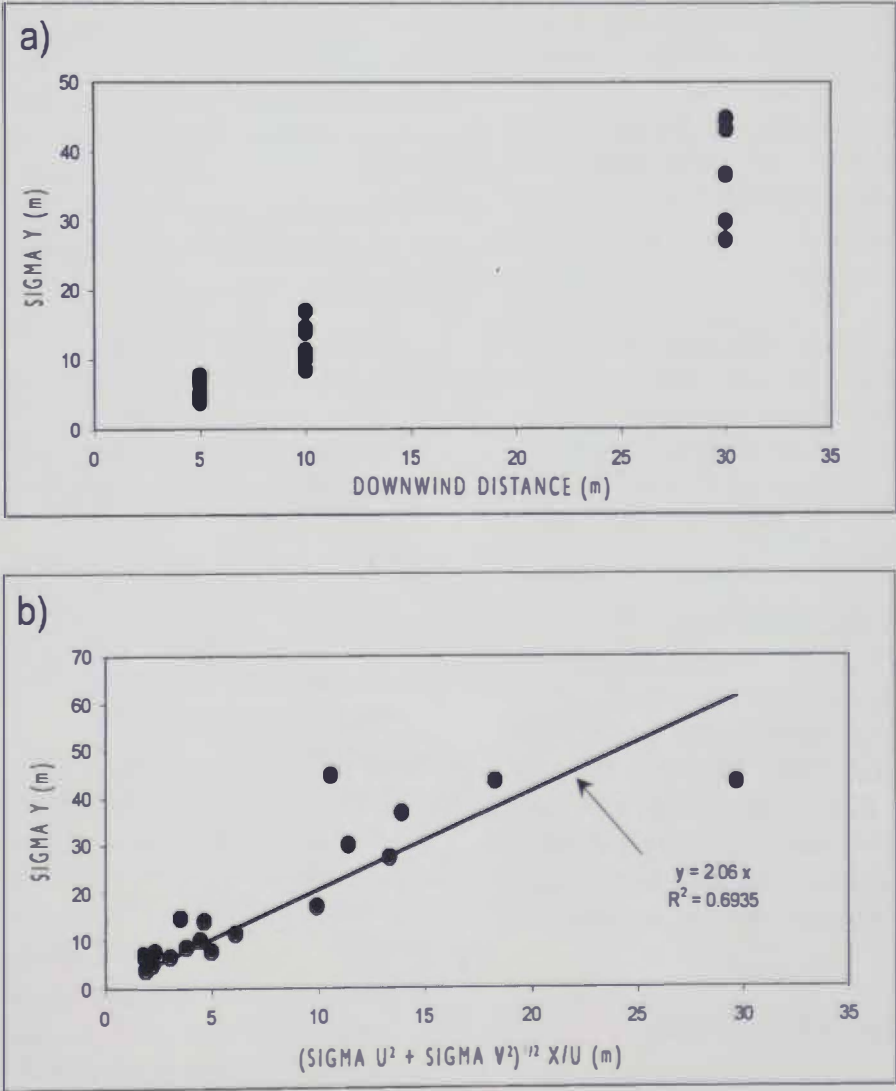 a)
50
40
30
20
10
0
SIGMA Y (m)
0 5 10 15 20 25 30 35
DOWNWIND DISTANCE (m)
b)
70
60
50
40
30
20
10
0
SIGMA Y (m)
y = 2 06 x
R² = 0.6935
0 5 10 15 20 25 30 35
(SIGMA U² + SIGMA V²) ¹/² X/U (m)